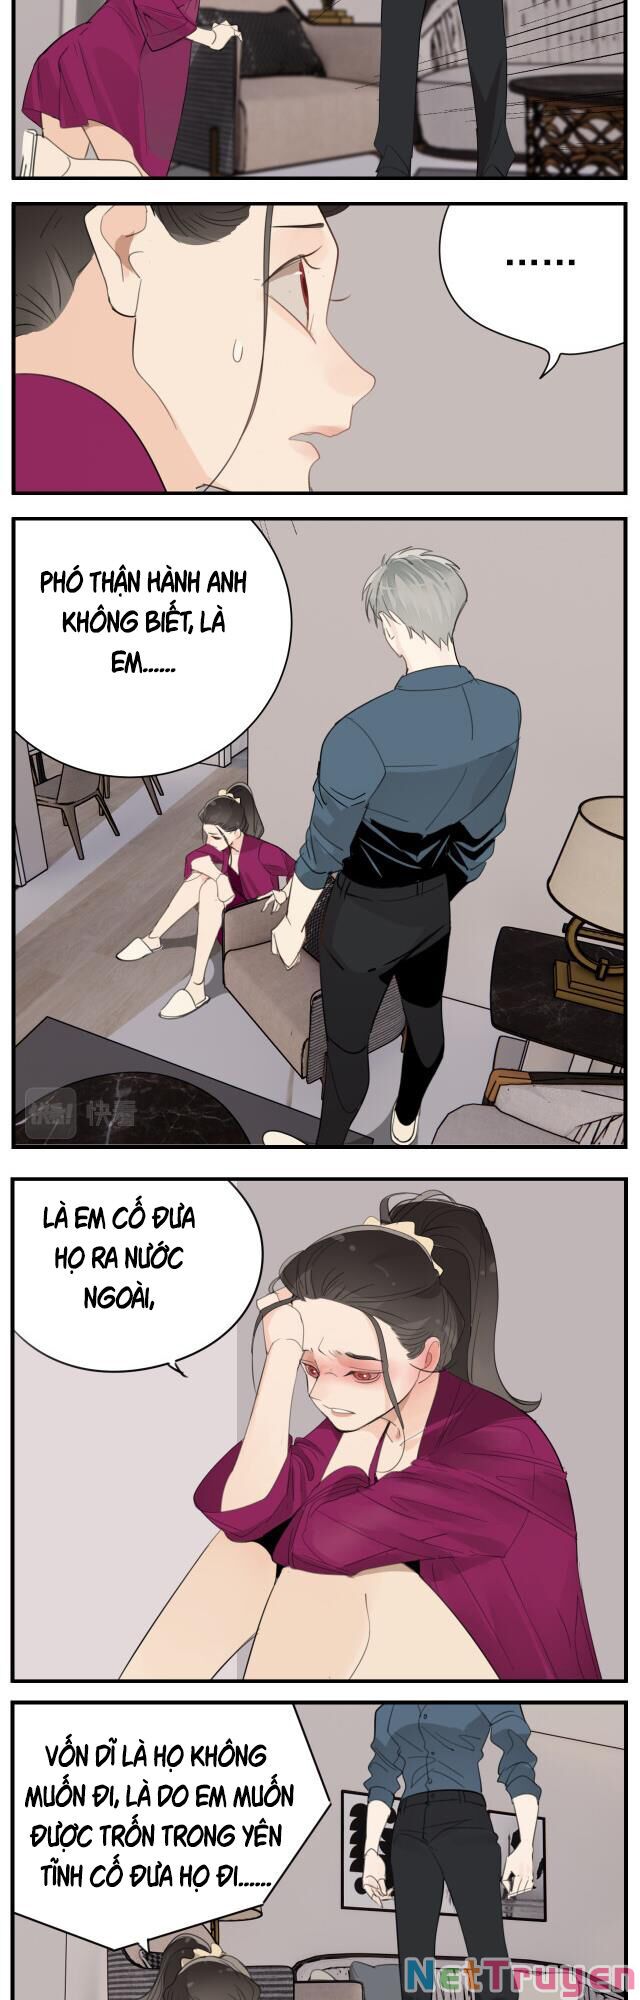 ......
PHÓ THẬN HÀNH ANH
KHÔNG BIẾT, LÀ
EM......
快看! 快看
LÀ EM CỐ ĐƯA
HỌ RA NƯỚC
NGOÀI,
VỐN DĨ LÀ HỌ KHÔNG
MUỐN ĐI, LÀ DO EM MUỐN
ĐƯỢC TRỐN TRONG YÊN
TĨNH CỐ ĐƯA HỌ ĐI......
NetTruyen